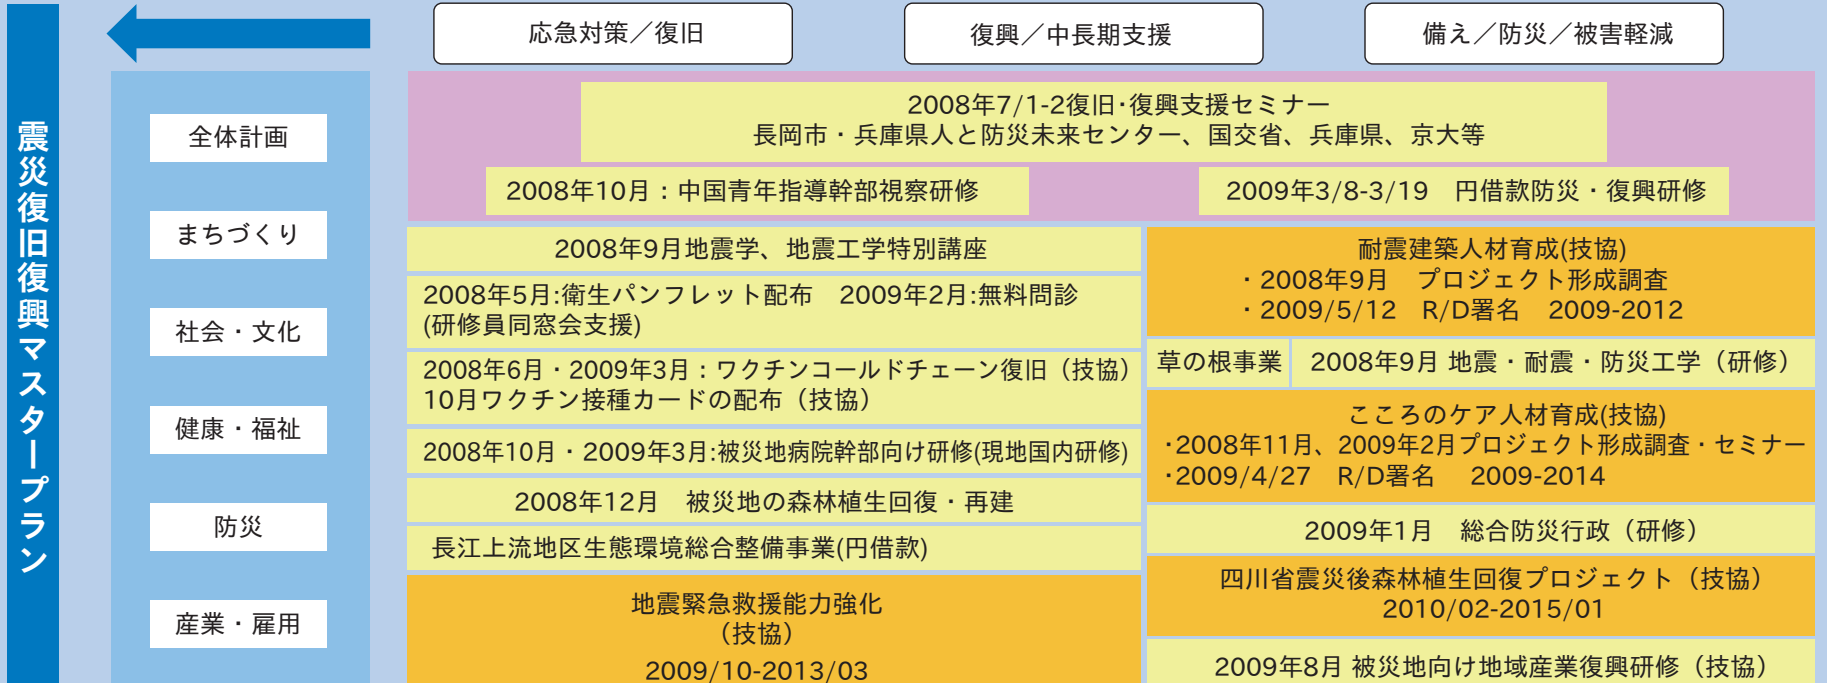 震災復旧復興マスタープラン
応急対策／復旧
復興／中長期支援
備え／防災／被害軽減
全体計画
まちづくり
社会・文化
健康・福祉
防災
産業・雇用
2008年7/1-2復旧･復興支援セミナー
長岡市・兵庫県人と防災未来センター、国交省、兵庫県、京大等
2008年10月：中国青年指導幹部視察研修
2009年3/8-3/19　円借款防災・復興研修
2008年9月地震学、地震工学特別講座
2008年5月:衛生パンフレット配布　2009年2月:無料問診
(研修員同窓会支援)
2008年6月・2009年3月：ワクチンコールドチェーン復旧（技協）
10月ワクチン接種カードの配布（技協）
2008年10月・2009年3月:被災地病院幹部向け研修(現地国内研修)
2008年12月　被災地の森林植生回復・再建
長江上流地区生態環境総合整備事業(円借款)
地震緊急救援能力強化
（技協）
2009/10-2013/03
耐震建築人材育成(技協)
・2008年9月　プロジェクト形成調査
・2009/5/12　R/D署名　2009-2012
草の根事業
2008年9月 地震・耐震・防災工学（研修）
こころのケア人材育成(技協)
･2008年11月、2009年2月プロジェクト形成調査・セミナー
･2009/4/27　R/D署名　 2009-2014
2009年1月　総合防災行政（研修）
四川省震災後森林植生回復プロジェクト（技協）
2010/02-2015/01
2009年8月 被災地向け地域産業復興研修（技協）